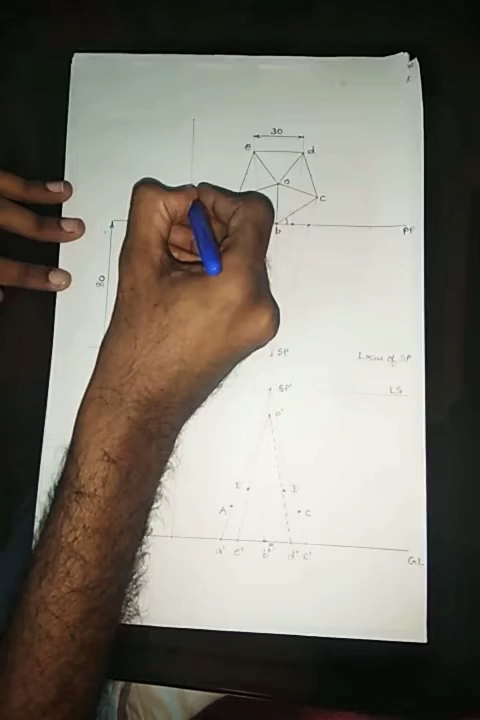 30
e d
o
c
b
PP
80
SP
Locus of SP
SP'
LS
o'
E D
A C
a' e' b' d' c'
GL